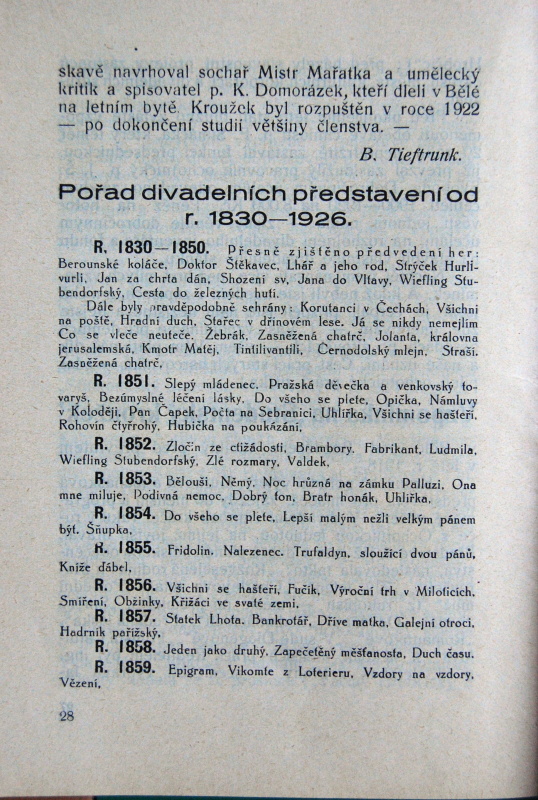 skavě navrhoval sochař Mistr Mařatka a umělecký
kritik a spisovatel p. K. Domorázek, kteří dleli v Bělé
na letním bytě. Kroužek byl rozpuštěn v roce 1922
— po dokončení studií většiny členstva. —
B. Tieftrunk.
Pořad divadelních představení od
r. 1830—1926.
R. 1830—1850. Přesně zjištěno předvedení her:
Berounské koláče, Doktor Štěkavec, Lhář a jeho rod, Strýček Hurli-
vurli, Jan za chrta dán, Shození sv. Jana do Vltavy, Wiefling Stu-
bendorfský, Cesta do železných hutí.
Dále byly pravděpodobně sehrány: Korutanci v Čechách, Všichni
na poště, Hradní duch, Stařec v dřínovém lese. Já se nikdy nemejlím
Co se vleče neuteče. Žebrák, Zasněžená chatrč, Jolanta, královna
jerusalemská, Kmotr Matěj, Tintilivantili, Černodolský mlejn. Straší.
Zasněžená chatrč,
R. 1851. Slepý mládenec, Pražská děvečka a venkovský to-
varyš, Bezúmyslné léčení lásky. Do všeho se plete, Opička, Námluvy
v Koloději, Pan Čapek, Počta na Sebranici, Uhlířka, Všichni se hašteří,
Rohovín čtyřrohý, Hubička na poukázání,
R. 1852. Zločin ze ctižádosti, Brambory. Fabrikant, Ludmila,
Wiefling Stubendorfský, Zlé rozmary, Valdek.
R. 1853. Bělouši, Němý, Noc hrůzná na zámku Palluzi, Ona
mne miluje, Podivná nemoc, Dobrý ton, Bratr honák, Uhlířka,
R. 1854. Do všeho se plete, Lepší malým nežli velkým pánem
býť. Šňupka,
R. 1855. Fridolin, Nalezenec, Trufaldyn, sloužící dvou pánů,
Kníže ďábel,
R. 1856. Všichni se hašteří, Fučík, Výroční trh v Miloticích,
Smíření, Obžínky, Křižáci ve svaté zemi,
R. 1857. Statek Lhota, Bankrotář, Dříve matka, Galejní otroci,
Hadrník pařížský,
R. 1858. Jeden jako druhý, Zapečetěný měšťanosta, Duch času.
R. 1859. Epigram, Vikomte z Lotérieru, Vzdory na vzdory,
Vězení,
28